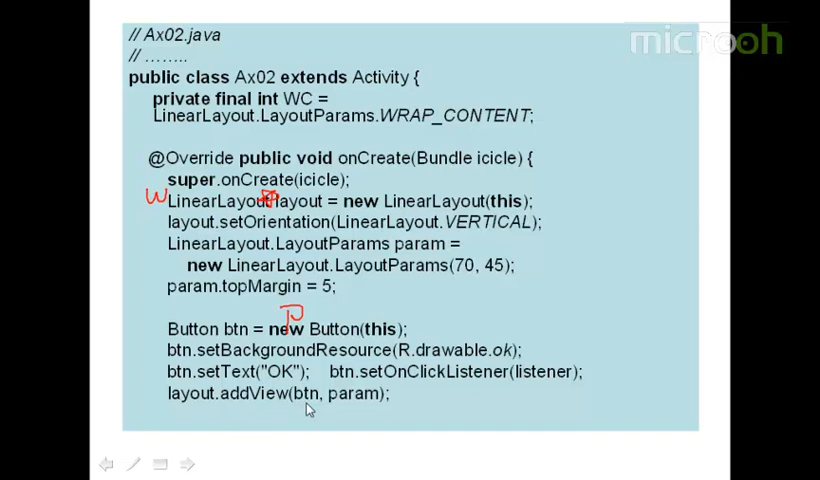 // Ax02.java
// ........
public class Ax02 extends Activity {
private final int WC =
LinearLayout.LayoutParams.WRAP_CONTENT;
@Override public void onCreate(Bundle icicle) {
super.onCreate(icicle);
W LinearLayout layout = new LinearLayout(this);
layout.setOrientation(LinearLayout.VERTICAL);
LinearLayout.LayoutParams param =
new LinearLayout.LayoutParams(70, 45);
param.topMargin = 5;
Button btn = new Button(this);
btn.setBackgroundResource(R.drawable.ok);
btn.setText("OK"); btn.setOnClickListener(listener);
layout.addView(btn, param);
microoh